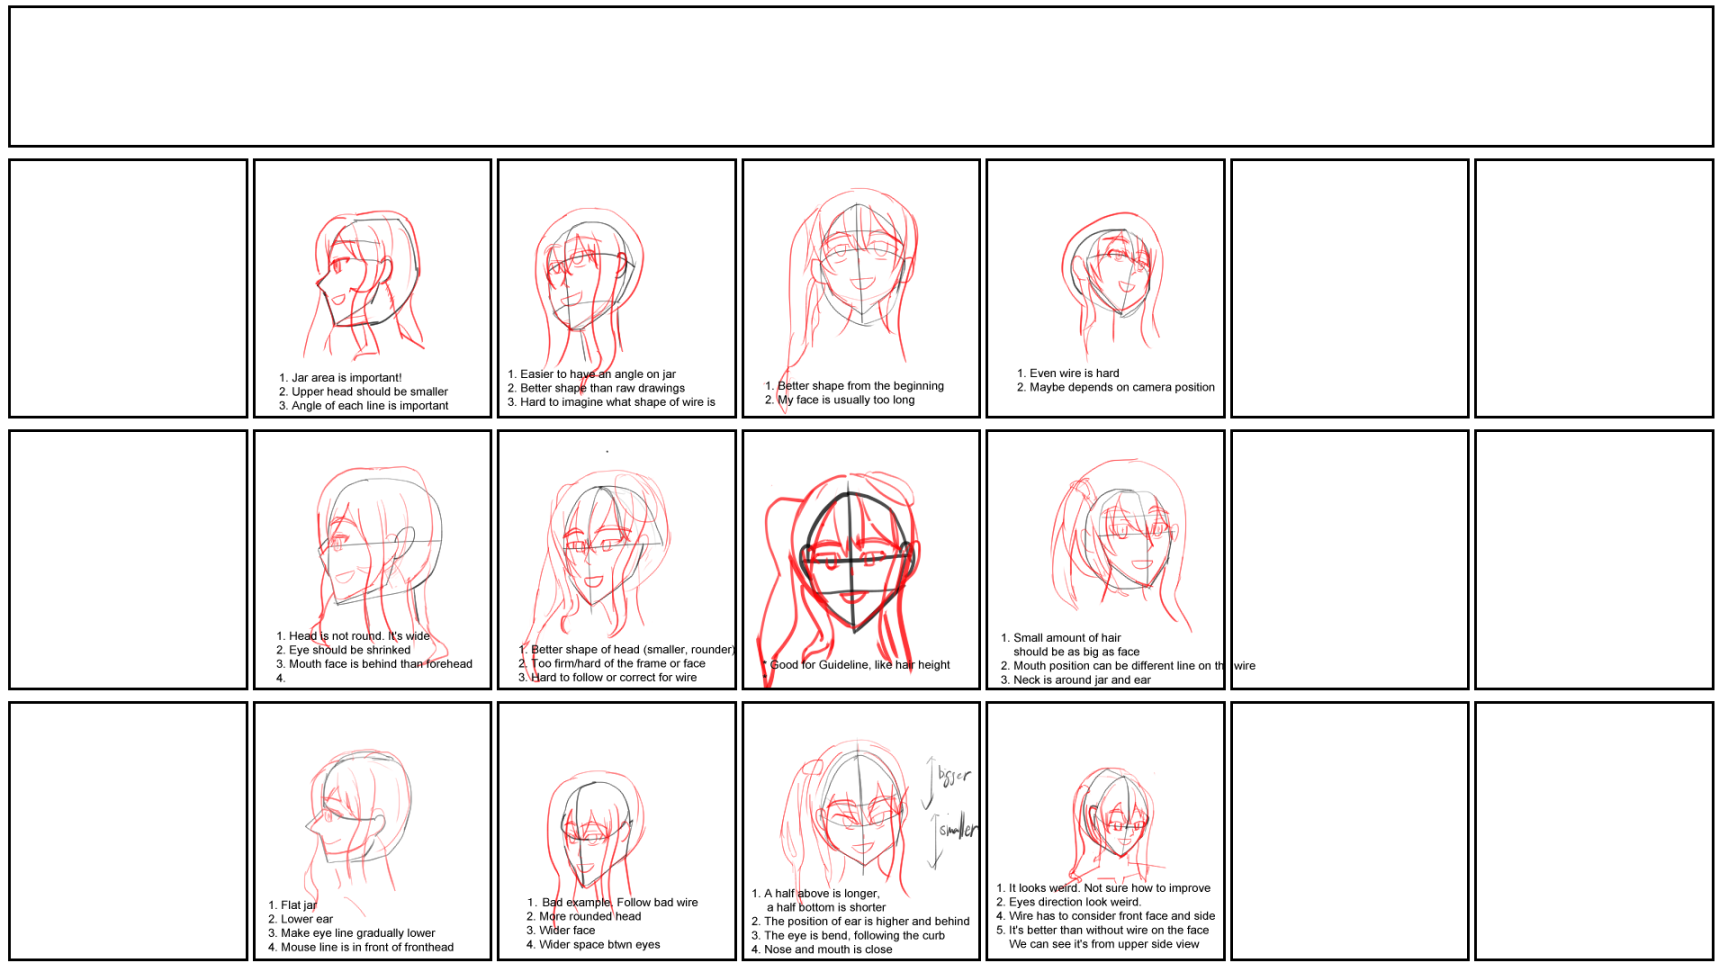 1. Jar area is important!
2. Upper head should be smaller
3. Angle of each line is important
1. Easier to have an angle on jar
2. Better shape than raw drawings
3. Hard to imagine what shape of wire is
1. Better shape from the beginning
2. My face is usually too long
1. Even wire is hard
2. Maybe depends on camera position
1. Head is not round. It's wide
2. Eye should be shrinked
3. Mouth face is behind than forehead
4.
1. Better shape of head (smaller, rounder)
2. Too firm/hard of the frame or face
3. Hard to follow or correct for wire
* Good for Guideline, like hair height
*
1. Small amount of hair
should be as big as face
2. Mouth position can be different line on th wire
3. Neck is around jar and ear
1. Flat jar
2. Lower ear
3. Make eye line gradually lower
4. Mouse line is in front of fronthead
1. Bad example. Follow bad wire
2. More rounded head
3. Wider face
4. Wider space btwn eyes
bigger
smaller
1. A half above is longer,
a half bottom is shorter
2. The position of ear is higher and behind
3. The eye is bend, following the curb
4. Nose and mouth is close
1. It looks weird. Not sure how to improve
2. Eyes direction look weird.
4. Wire has to consider front face and side
5. It's better than without wire on the face
We can see it's from upper side view